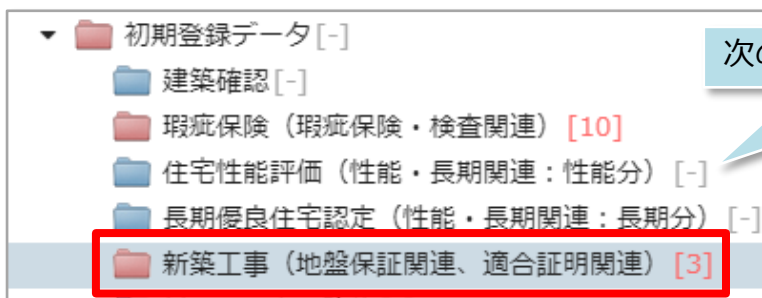 初期登録データ[-]
次の
建築確認[-]
瑕疵保険（瑕疵保険・検査関連）[10]
住宅性能評価（性能・長期関連：性能分）[-]
長期優良住宅認定（性能・長期関連：長期分）[-]
新築工事（地盤保証関連、適合証明関連）[3]